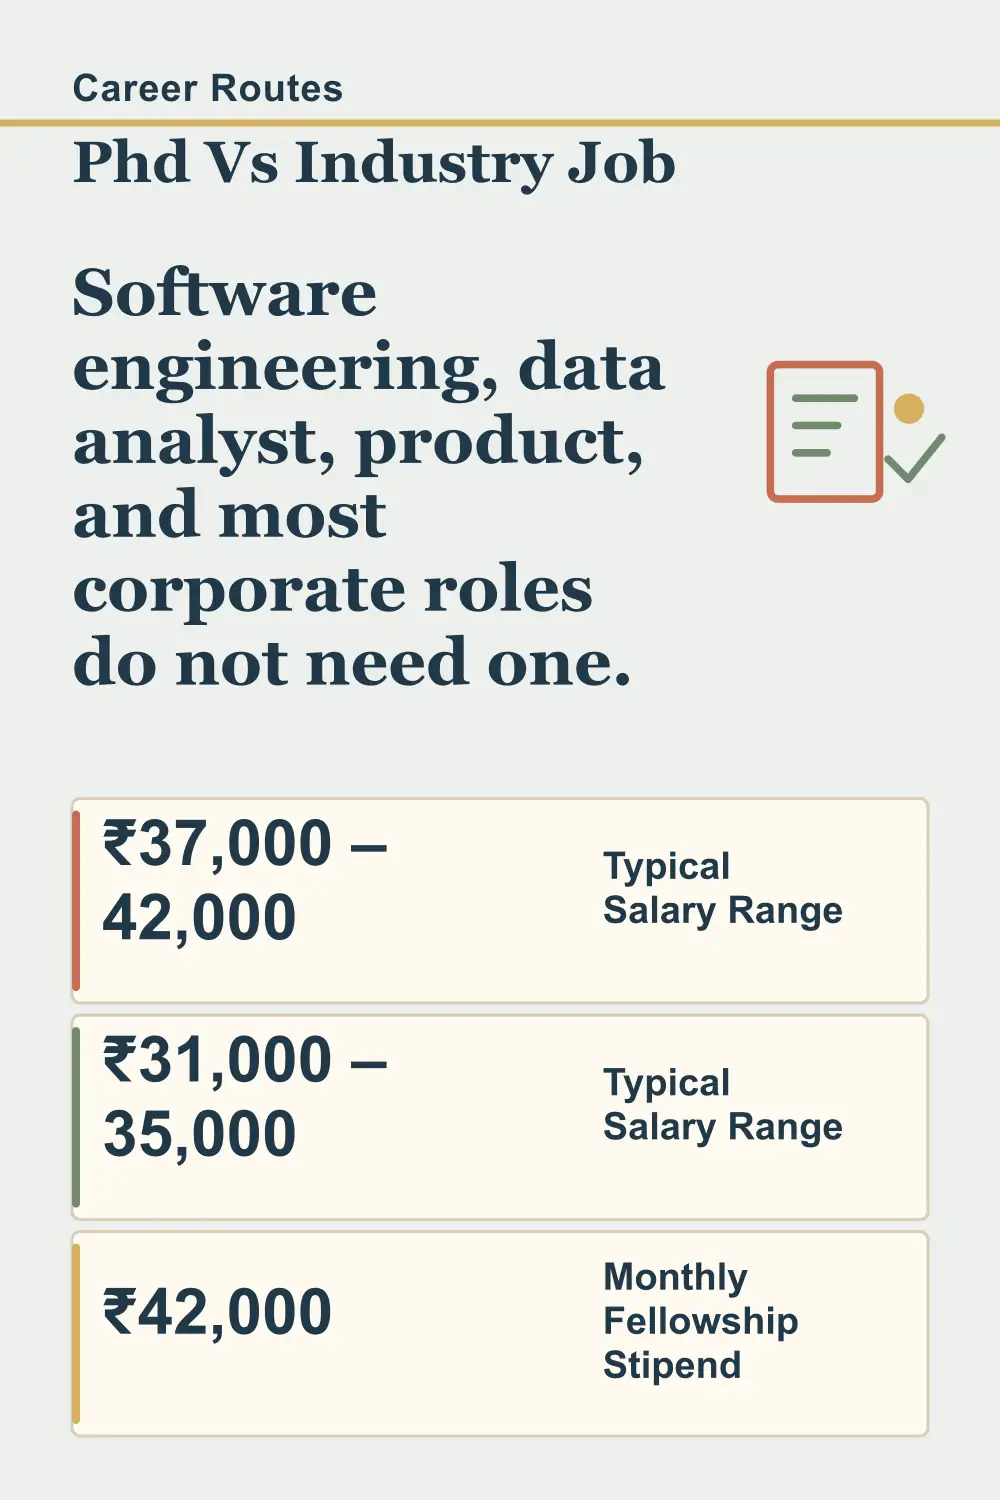 Career Routes
Phd Vs Industry Job
Software
engineering, data
analyst, product,
and most
corporate roles
do not need one.
₹37,000 –
42,000
Typical
Salary Range
₹31,000 –
35,000
Typical
Salary Range
₹42,000
Monthly
Fellowship
Stipend